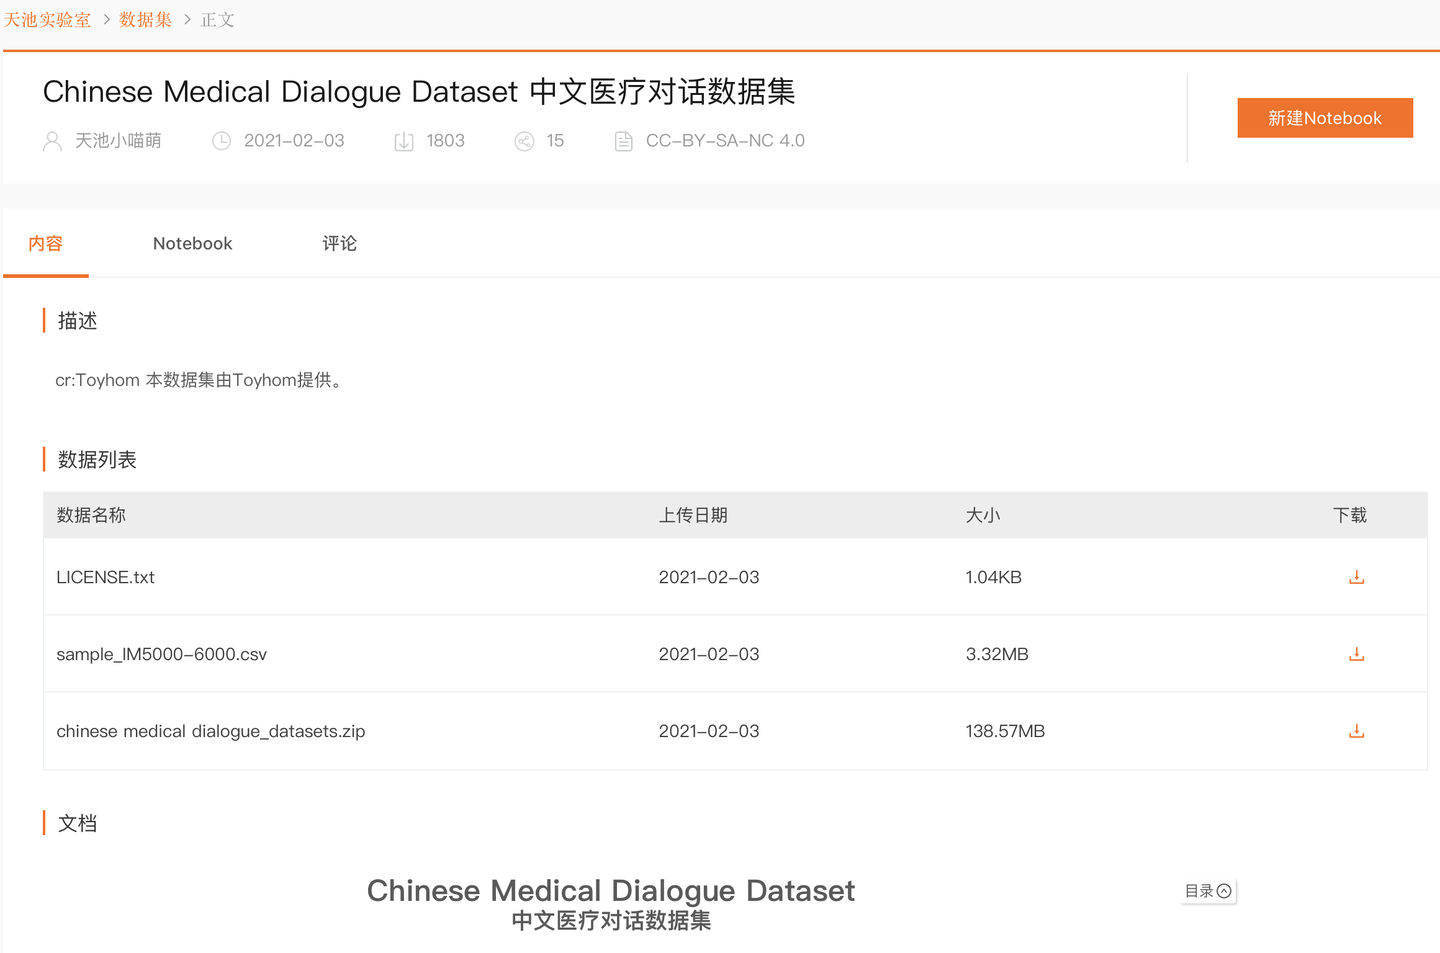 天池实验室 > 数据集 > 正文
Chinese Medical Dialogue Dataset 中文医疗对话数据集
天池小喵萌 2021-02-03 1803 15 CC-BY-SA-NC 4.0
新建Notebook
内容 Notebook 评论
描述
cr:Toyhom 本数据集由Toyhom提供。
数据列表
数据名称 上传日期 大小 下载
LICENSE.txt 2021-02-03 1.04KB
sample_IM5000-6000.csv 2021-02-03 3.32MB
chinese medical dialogue_datasets.zip 2021-02-03 138.57MB
文档
Chinese Medical Dialogue Dataset
目录
中文医疗对话数据集